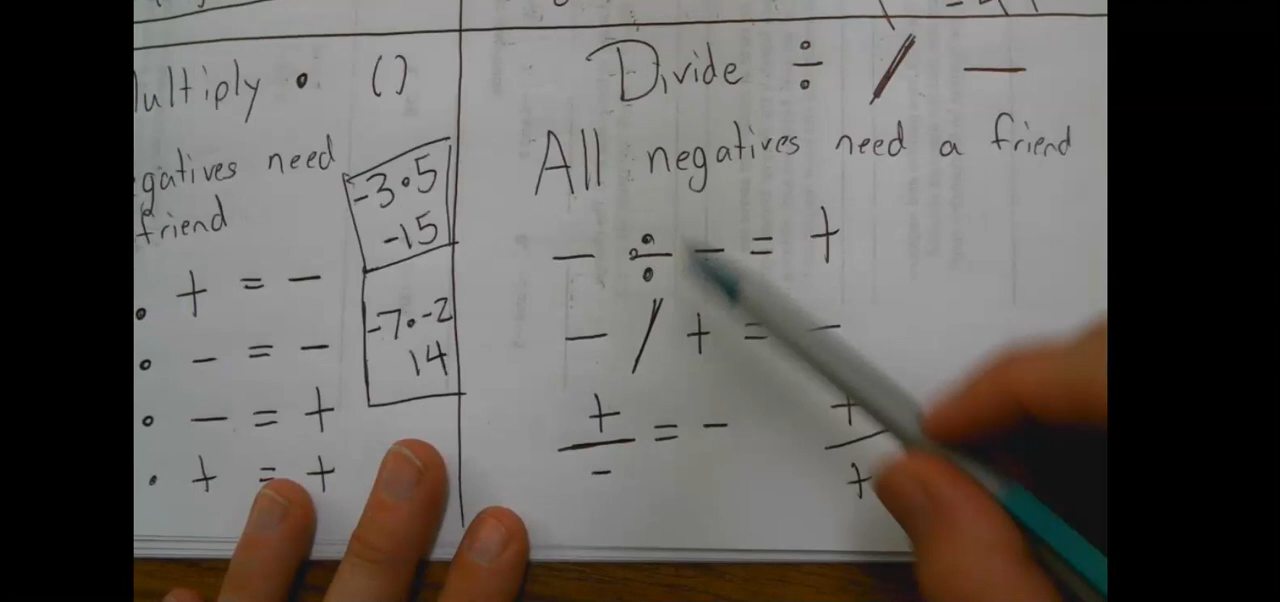 ultiply • ()
gatives need
friend
• + = -
• - = -
• - = +
• + = +
-3•5
-15
-7•-2
14
Divide ÷ / —
All negatives need a friend
- ÷ - = +
- / + = -
+
— = -
-
+
—
+